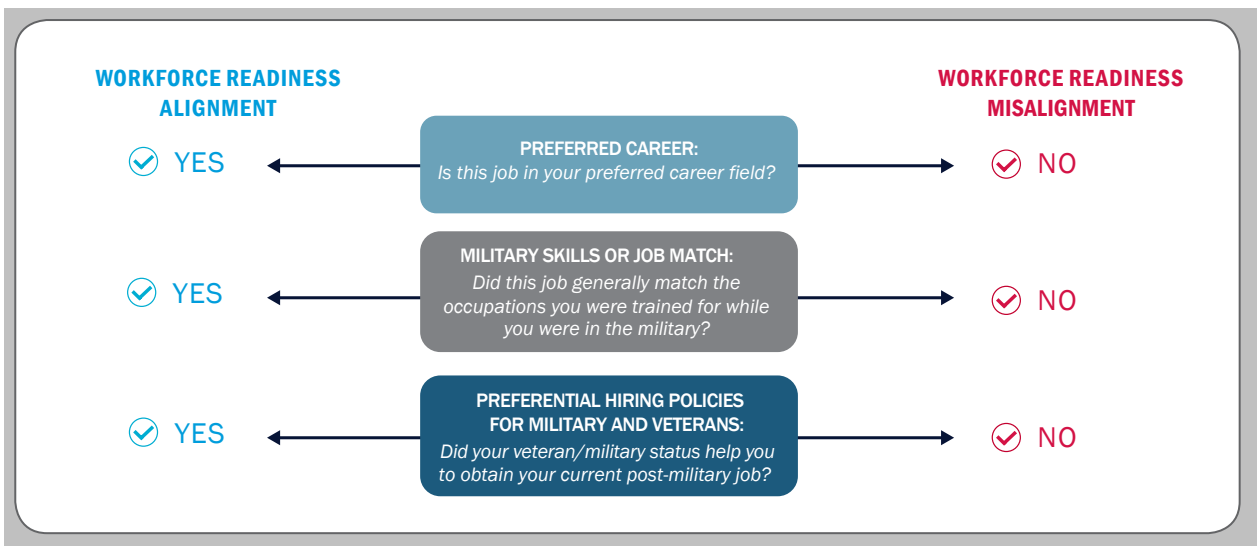 WORKFORCE READINESS
ALIGNMENT
WORKFORCE READINESS
MISALIGNMENT
YES
PREFERRED CAREER:
Is this job in your preferred career field?
NO
YES
MILITARY SKILLS OR JOB MATCH:
Did this job generally match the
occupations you were trained for while
you were in the military?
NO
YES
PREFERENTIAL HIRING POLICIES
FOR MILITARY AND VETERANS:
Did your veteran/military status help you
to obtain your current post-military job?
NO